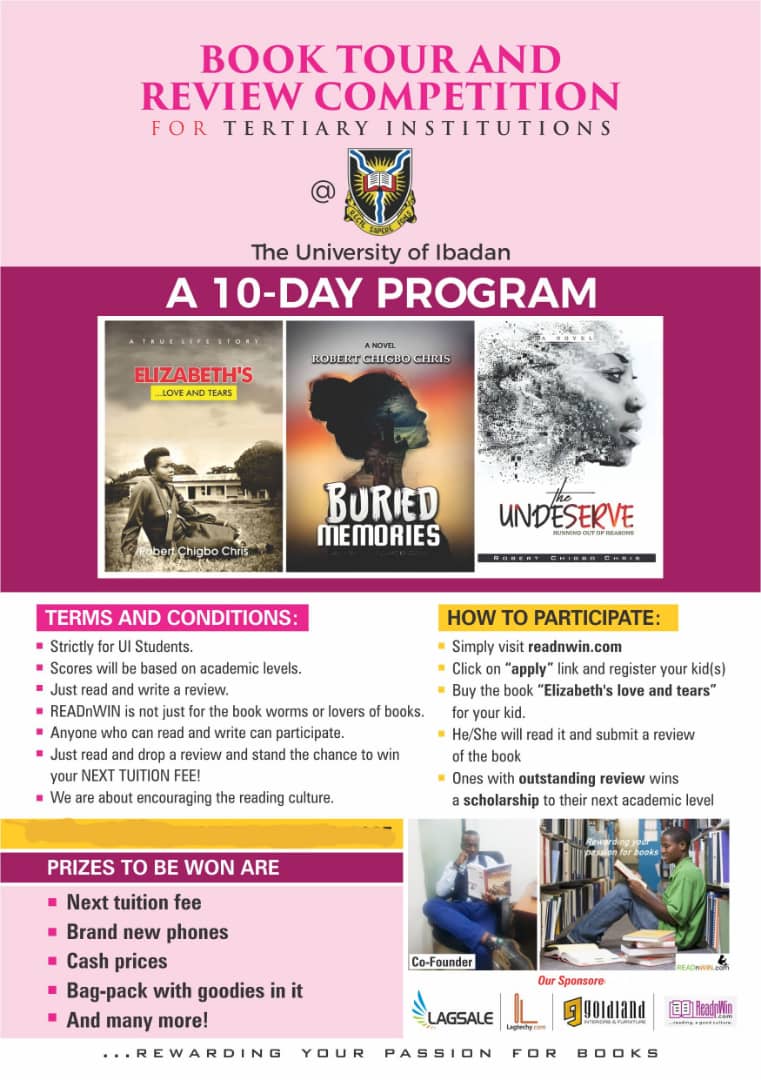 BOOK TOUR AND
REVIEW COMPETITION
FOR TERTIARY INSTITUTIONS
@
RECTE SAPERE FONS
The University of Ibadan
A 10-DAY PROGRAM
A TRUE LIFE STORY
ELIZABETH'S
...LOVE AND TEARS
Robert Chigbo Chris
A NOVEL
ROBERT CHIGBO CHRIS
BURIED
MEMORIES
A NOVEL
the
UNDESERVE
RUNNING OUT OF REASONS
ROBERT CHIGBO CHRIS
TERMS AND CONDITIONS:
Strictly for UI Students.
Scores will be based on academic levels.
Just read and write a review.
READnWIN is not just for the book worms or lovers of books.
Anyone who can read and write can participate.
Just read and drop a review and stand the chance to win
your NEXT TUITION FEE!
We are about encouraging the reading culture.
HOW TO PARTICIPATE:
Simply visit readnwin.com
Click on “apply” link and register your kid(s)
Buy the book “Elizabeth's love and tears”
for your kid.
He/She will read it and submit a review
of the book
Ones with outstanding review wins
a scholarship to their next academic level
PRIZES TO BE WON ARE
Next tuition fee
Brand new phones
Cash prices
Bag-pack with goodies in it
And many more!
Co-Founder
Rewarding your
passion for books
READnWIN.com
Our Sponsore
LAGSALE
Lagtechy.com
goldland
INTERIORS & FURNITURE
ReadnWin
.com
...reading, a good culture.
...REWARDING YOUR PASSION FOR BOOKS